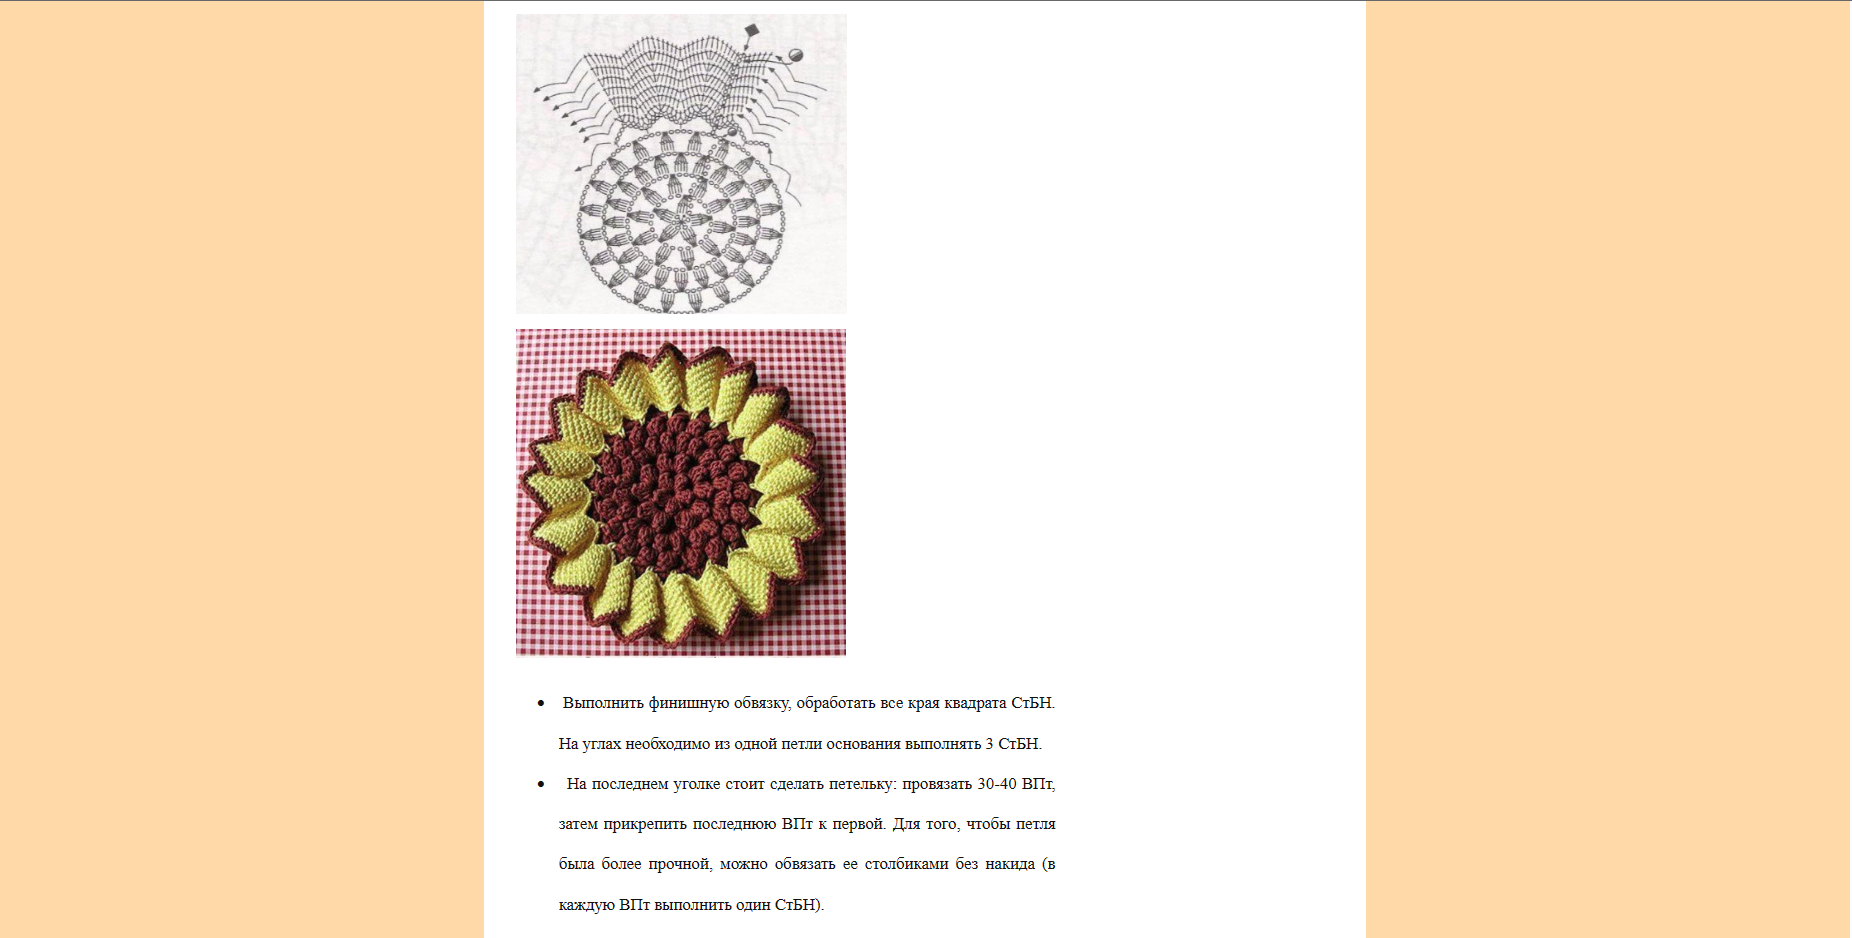 • Выполнить финишную обвязку, обработать все края квадрата СтБН.
На углах необходимо из одной петли основания выполнять 3 СтБН.
• На последнем уголке стоит сделать петельку: провязать 30-40 ВПт,
затем прикрепить последнюю ВПт к первой. Для того, чтобы петля
была более прочной, можно обвязать ее столбиками без накида (в
каждую ВПт выполнить один СтБН).